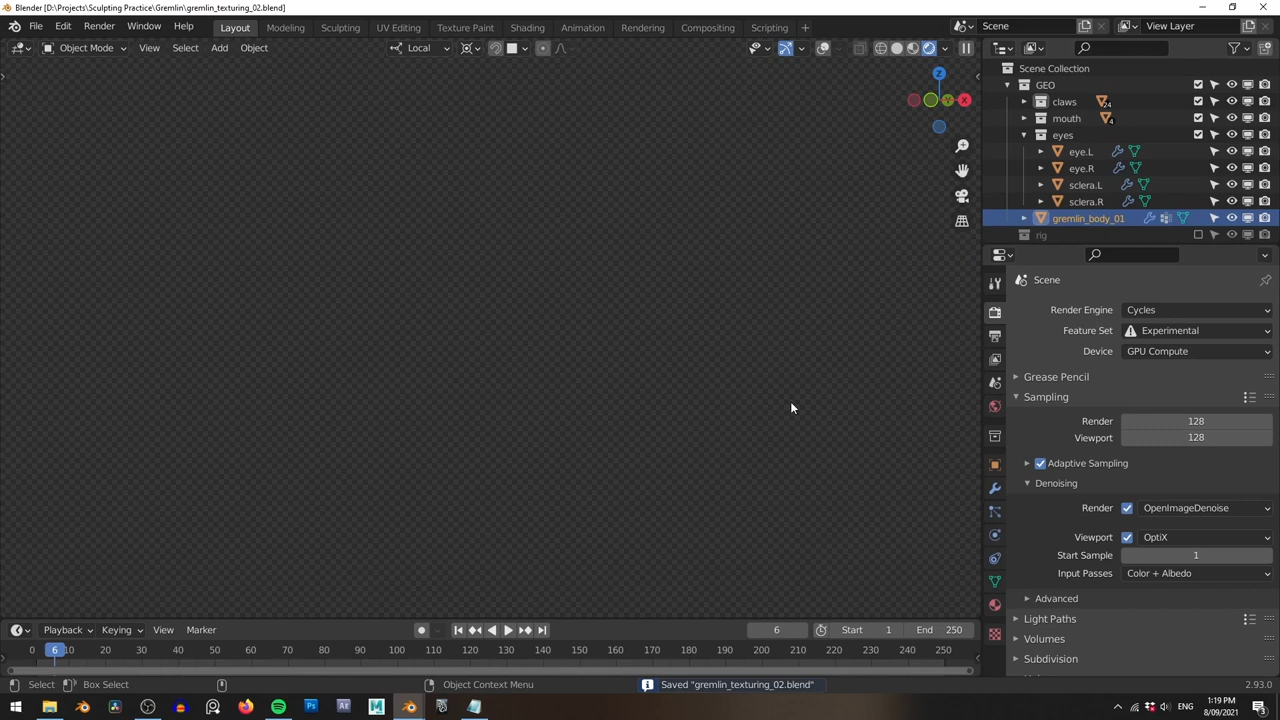 Blender [D:\Projects\Sculpting Practice\Gremlin\gremlin_texturing_02.blend]
File Edit Render Window Help Layout Modeling Sculpting UV Editing Texture Paint Shading Animation Rendering Compositing Scripting + Scene View Layer
Object Mode View Select Add Object Local
Z
Y X
Scene Collection
GEO
claws 24
mouth 4
eyes
eye.L
eye.R
sclera.L
sclera.R
gremlin_body_01
rig
Scene
Render Engine Cycles
Feature Set Experimental
Device GPU Compute
Grease Pencil
Sampling
Render 128
Viewport 128
Adaptive Sampling
Denoising
Render OpenImageDenoise
Viewport OptiX
Start Sample 1
Input Passes Color + Albedo
Advanced
Light Paths
Volumes
Subdivision
Playback Keying View Marker 6 Start 1 End 250
0 6 10 20 30 40 50 60 70 80 90 100 110 120 130 140 150 160 170 180 190 200 210 220 230 240 250
Select Box Select Object Context Menu Saved "gremlin_texturing_02.blend" 2.93.0
Ps Ae M ENG 1:19 PM
8/09/2021 3